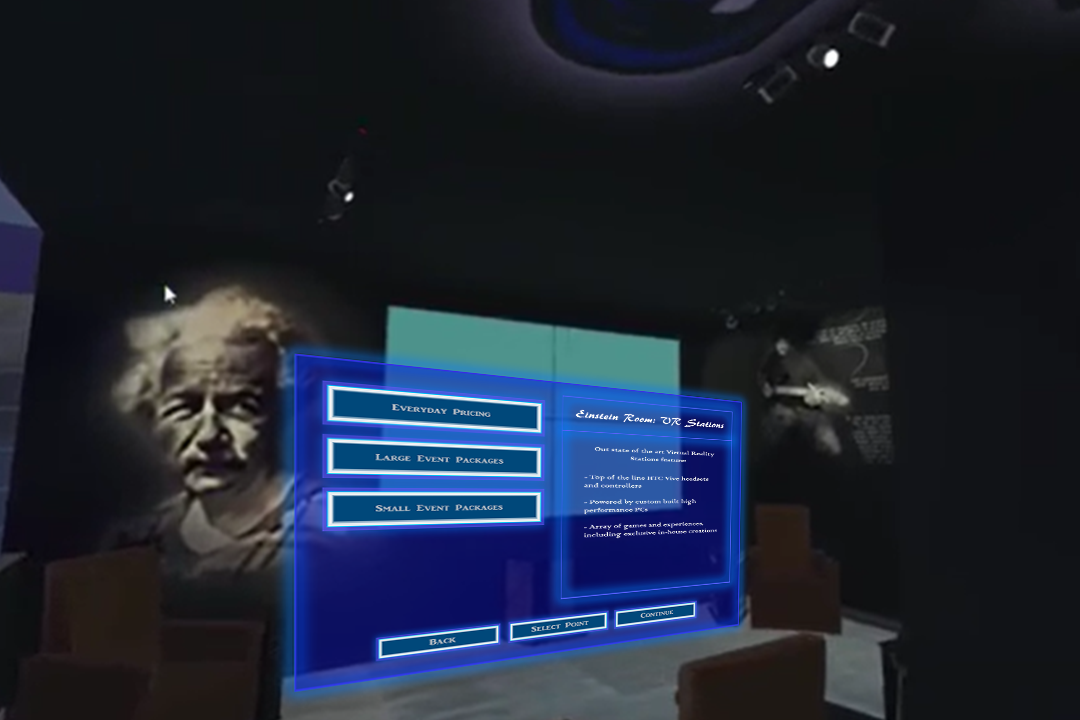 Everyday Pricing
Large Event Packages
Small Event Packages
Einstein Room: VR Stations
Our state of the art Virtual Reality
Stations feature:
- Top of the line HTC Vive headsets
and controllers
- Powered by custom built high
performance PCs
- Array of games and experiences
including exclusive in-house creations
Back
Select Point
Continue